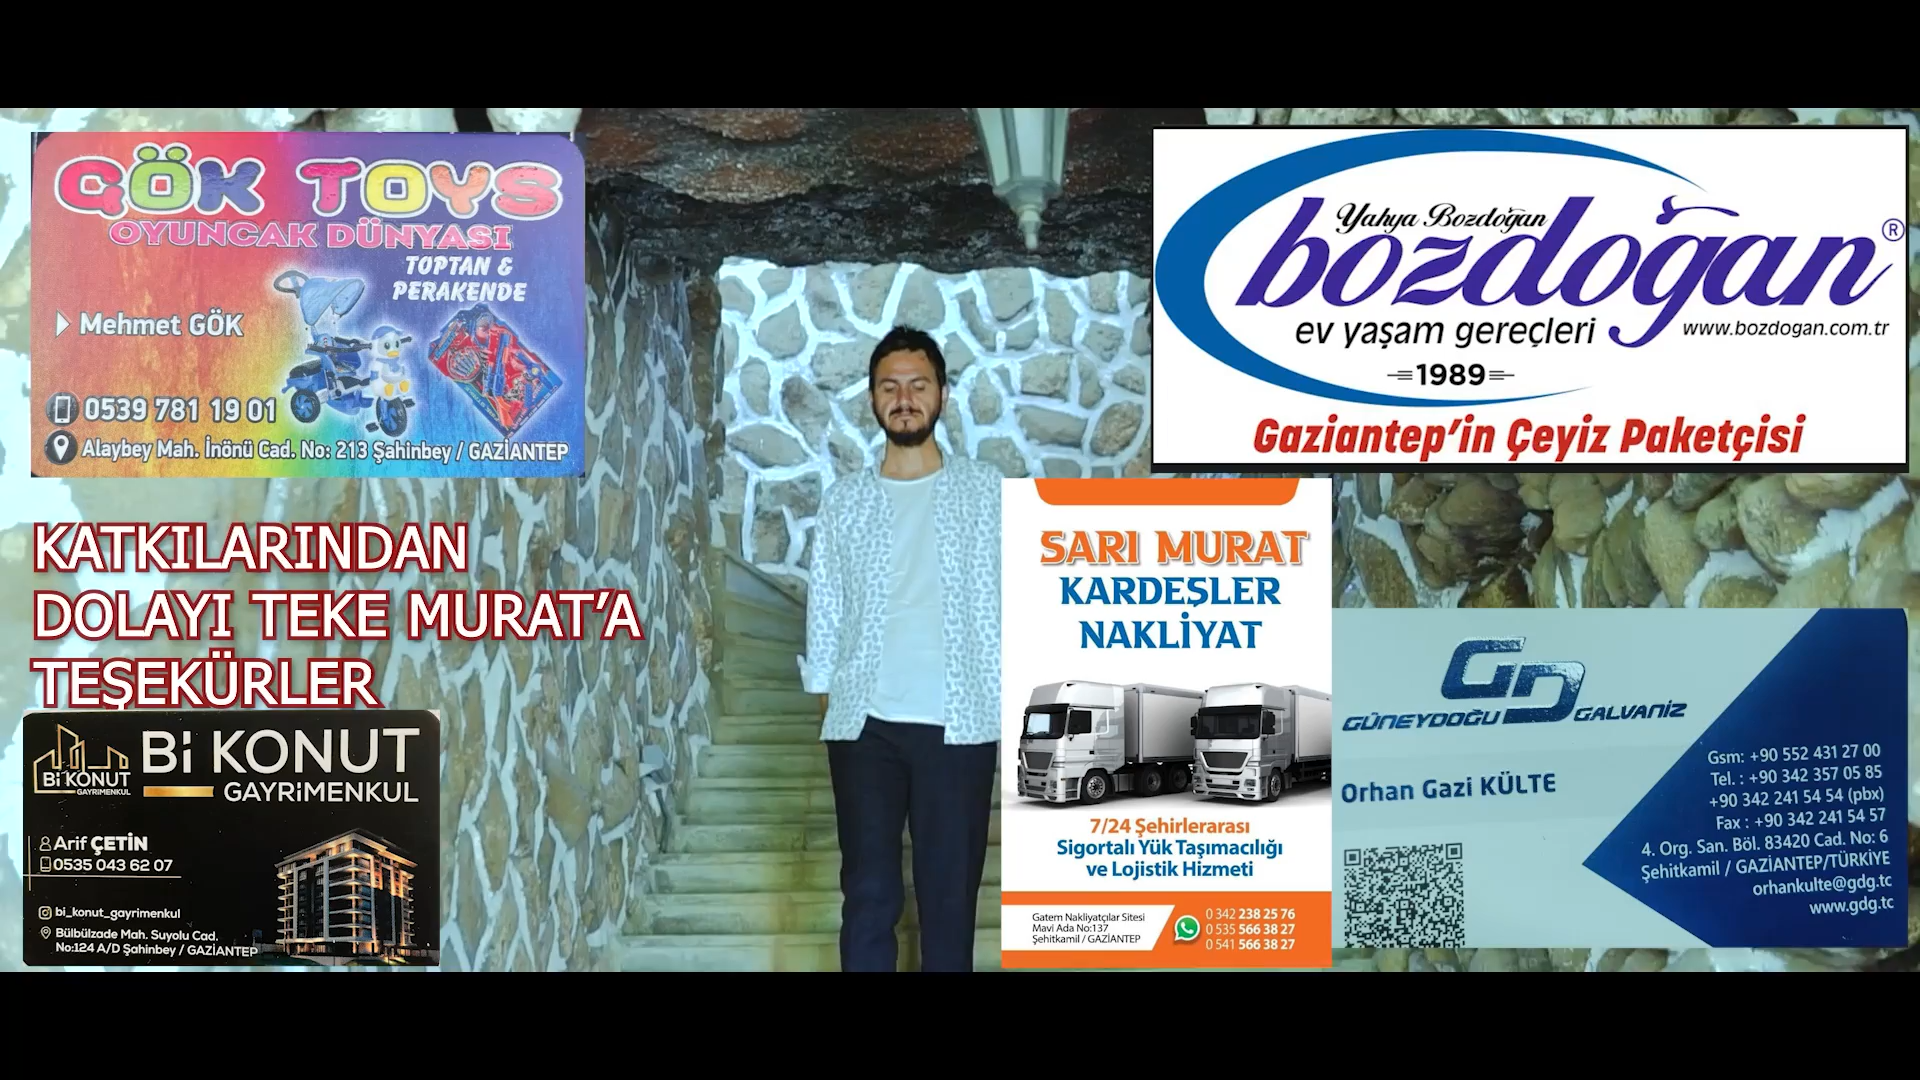 GÖK TOYS
OYUNCAK DÜNYASI
TOPTAN &
PERAKENDE
Mehmet GÖK
0539 781 19 01
Alaybey Mah. İnönü Cad. No: 213 Şahinbey / GAZİANTEP
Yahya Bozdoğan
bozdoğan®
ev yaşam gereçleri
www.bozdogan.com.tr
1989
Gaziantep'in Çeyiz Paketçisi
KATKILARINDAN
DOLAYI TEKE MURAT'A
TEŞEKÜRLER
Bi KONUT
GAYRİMENKUL
Bi KONUT
GAYRİMENKUL
Arif ÇETİN
0535 043 62 07
bi_konut_gayrimenkul
Bülbülzade Mah. Suyolu Cad.
No:124 A/D Şahinbey / GAZİANTEP
SARI MURAT
KARDEŞLER
NAKLİYAT
7/24 Şehirlerarası
Sigortalı Yük Taşımacılığı
ve Lojistik Hizmeti
Gatem Nakliyatçılar Sitesi
Mavi Ada No:137
Şehitkamil / GAZİANTEP
0 342 238 25 76
0 535 566 38 27
0 541 566 38 27
GD
GÜNEYDOĞU GALVANİZ
Orhan Gazi KÜLTE
Gsm: +90 552 431 27 00
Tel. : +90 342 357 05 85
+90 342 241 54 54 (pbx)
Fax : +90 342 241 54 57
4. Org. San. Böl. 83420 Cad. No: 6
Şehitkamil / GAZİANTEP/TÜRKİYE
orhankulte@gdg.tc
www.gdg.tc